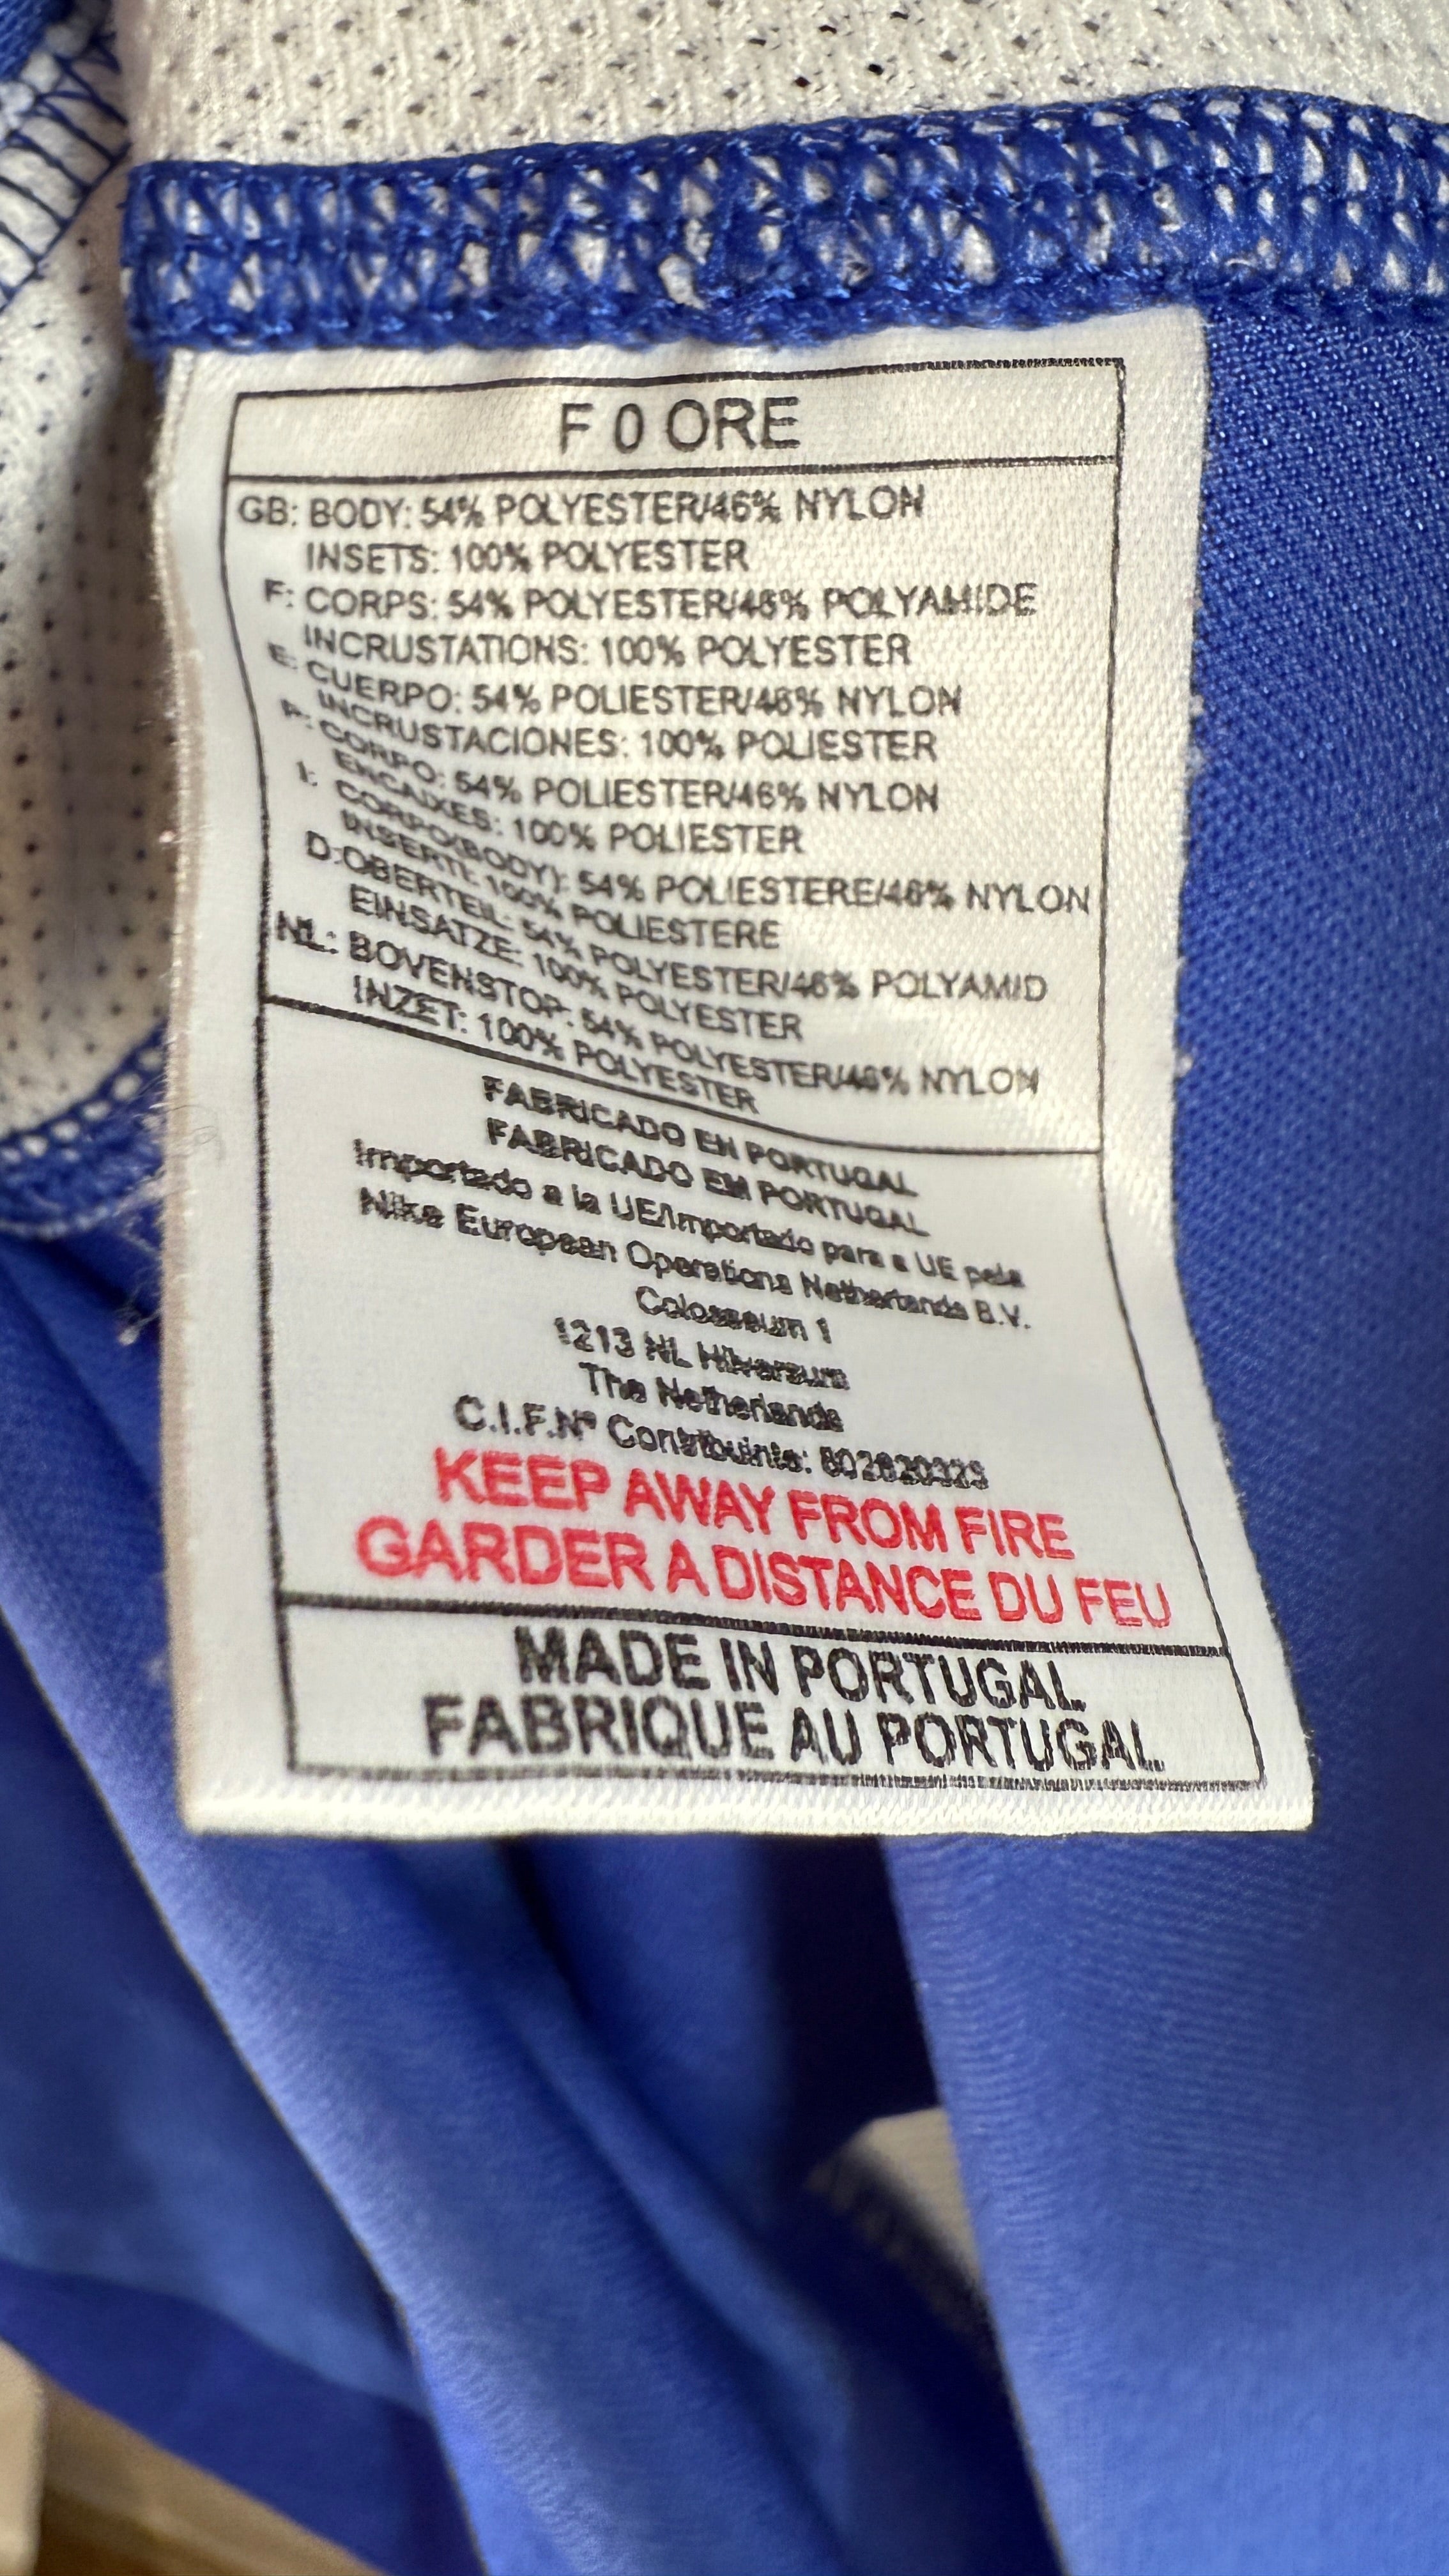 F 0 ORE
GB: BODY: 54% POLYESTER/46% NYLON
INSETS: 100% POLYESTER
F: CORPS: 54% POLYESTER/46% POLYAMIDE
INCRUSTATIONS: 100% POLYESTER
E: CUERPO: 54% POLIESTER/46% NYLON
INCRUSTACIONES: 100% POLIESTER
P: CORPO: 54% POLIESTER/46% NYLON
ENCAIXES: 100% POLIESTER
I: CORPO(BODY): 54% POLIESTERE/46% NYLON
INSERTI: 100% POLIESTERE
D:OBERTEIL: 54% POLYESTER/46% POLYAMID
EINSATZE: 100% POLYESTER
NL: BOVENSTOF: 54% POLYESTER/46% NYLON
INZET: 100% POLYESTER
FABRICADO EN PORTUGAL
FABRICADO EM PORTUGAL
Importado a la UE/Importado para a UE pela
Nike European Operations Netherlands B.V.
Colosseum 1
1213 NL Hilversum
The Netherlands
C.I.F.Nº Contribuinte:
KEEP AWAY FROM FIRE
GARDER A DISTANCE DU FEU
MADE IN PORTUGAL
FABRIQUE AU PORTUGAL